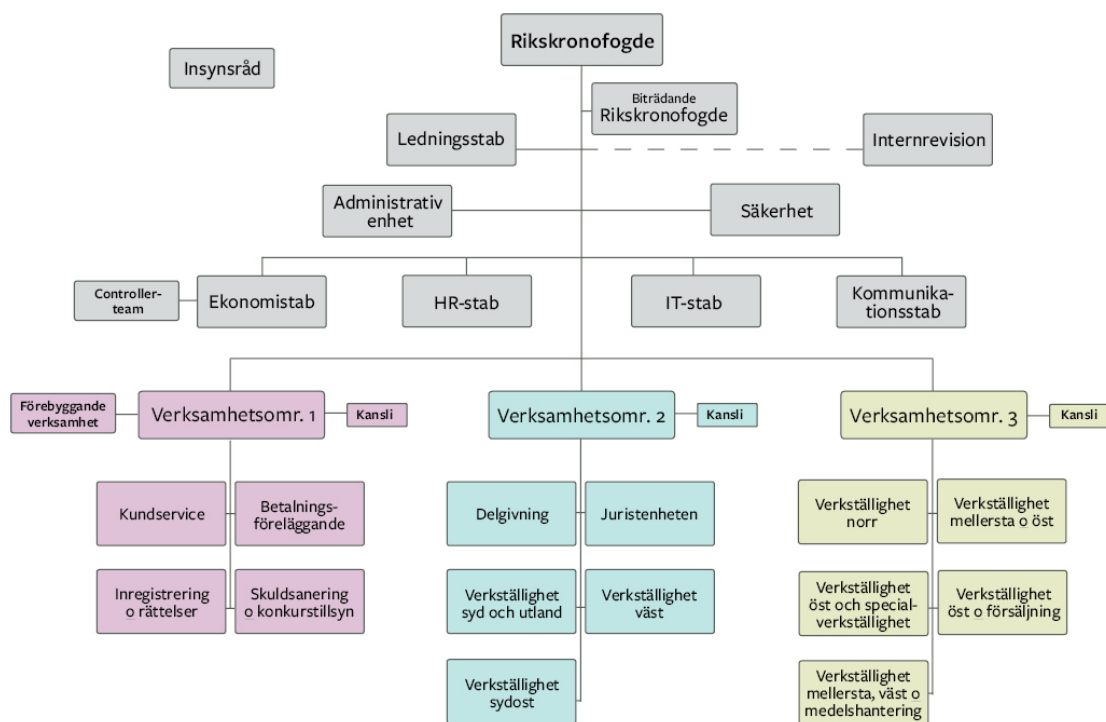 Rikskronofogde
Insynsråd
Biträdande
Rikskronofogde
Ledningsstab
Internrevision
Administrativ
enhet
Säkerhet
Controller-
team
Ekonomistab
HR-stab
IT-stab
Kommunika-
tionsstab
Förebyggande
verksamhet
Verksamhetsomr. 1
Kansli
Verksamhetsomr. 2
Kansli
Verksamhetsomr. 3
Kansli
Kundservice
Betalnings-
föreläggande
Inregistrering
o rättelser
Skuldsanering
o konkurstillsyn
Delgivning
Juristenheten
Verkställighet
syd och utland
Verkställighet
väst
Verkställighet
sydost
Verkställighet
norr
Verkställighet
mellersta o öst
Verkställighet
öst och special-
verkställighet
Verkställighet
öst o försäljning
Verkställighet
mellersta, väst o
medelshantering